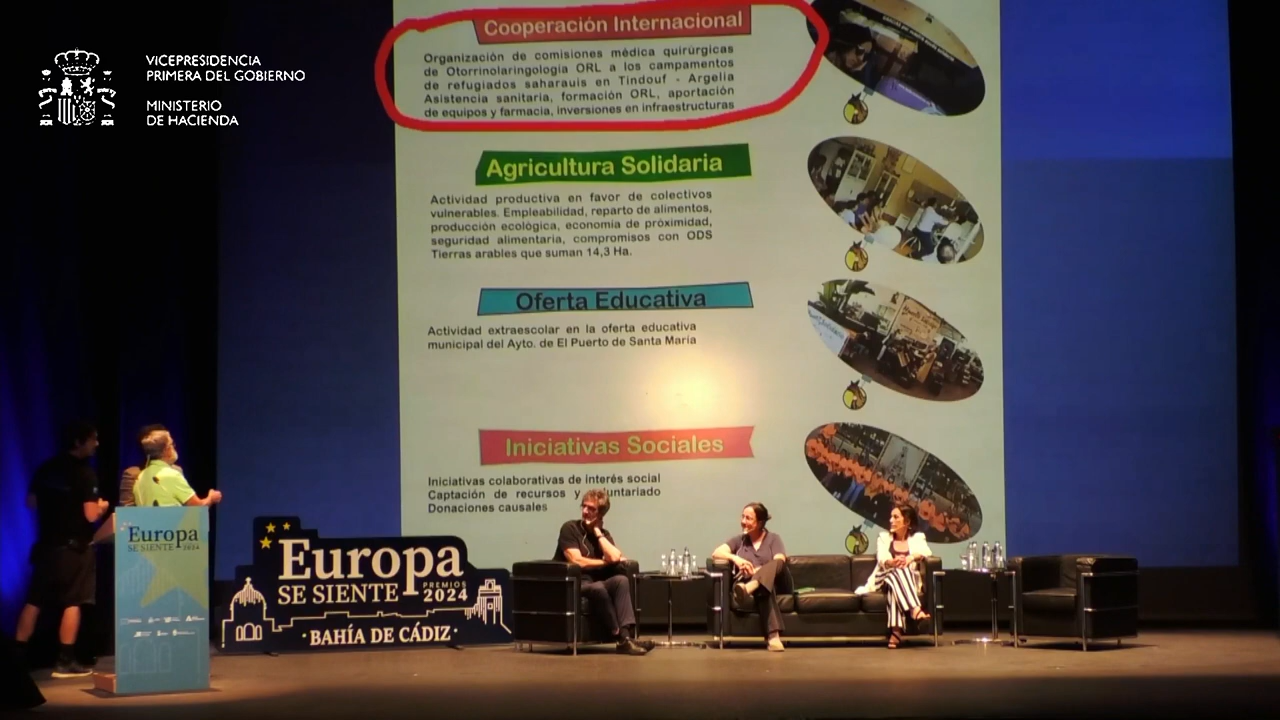 VICEPRESIDENCIA
PRIMERA DEL GOBIERNO
MINISTERIO
DE HACIENDA
Cooperación Internacional
Organización de comisiones médica quirúrgicas
de Otorrinolaringología ORL a los campamentos
de refugiados saharauis en Tindouf - Argelia
Asistencia sanitaria, formación ORL, aportación
de equipos y farmacia, inversiones en infraestructuras
Agricultura Solidaria
Actividad productiva en favor de colectivos
vulnerables. Empleabilidad, reparto de alimentos,
producción ecológica, economía de próximidad,
seguridad alimentaria, compromisos con ODS
Tierras arables que suman 14,3 Ha.
Oferta Educativa
Actividad extraescolar en la oferta educativa
municipal del Ayto. de El Puerto de Santa María
Iniciativas Sociales
Iniciativas colaborativas de interés social
Captación de recursos y
Donaciones causales
Europa
SE SIENTE 2024
Europa
SE SIENTE PREMIOS 2024
· BAHÍA DE CÁDIZ ·